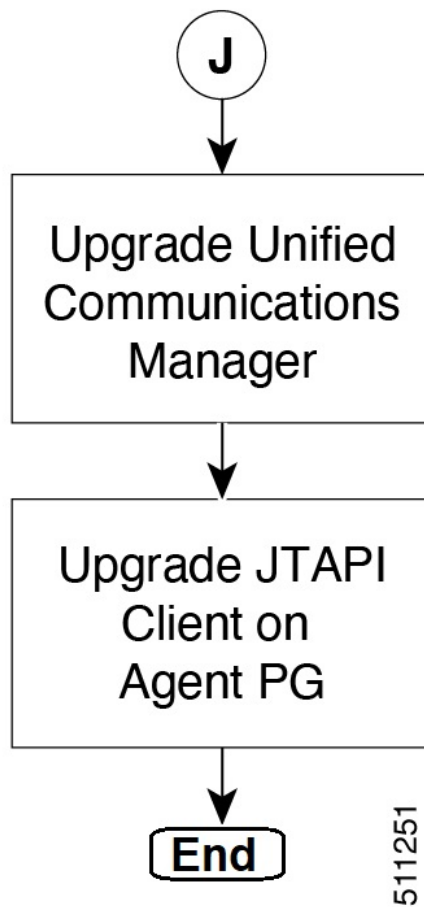 J
Upgrade Unified
Communications
Manager
Upgrade JTAPI
Client on
Agent PG
End
511251